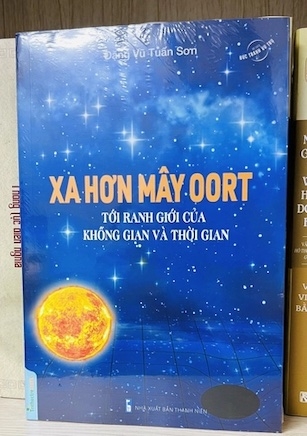 Đặng Vũ Tuấn Sơn
XA HƠN MÂY OORT
TỚI RANH GIỚI CỦA
KHÔNG GIAN VÀ THỜI GIAN
NHÀ XUẤT BẢN THANH NIÊN